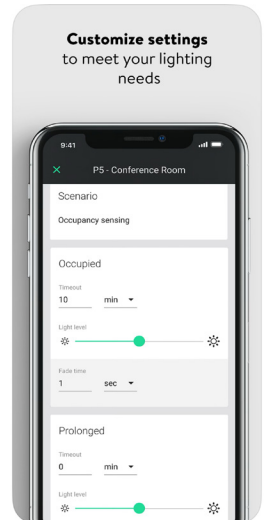 Customize settings
to meet your lighting
needs
9:41
P5 - Conference Room
Scenario
Occupancy sensing
Occupied
Timeout
10 min
Light level
Fade time
1 sec
Prolonged
Timeout
0 min
Light level